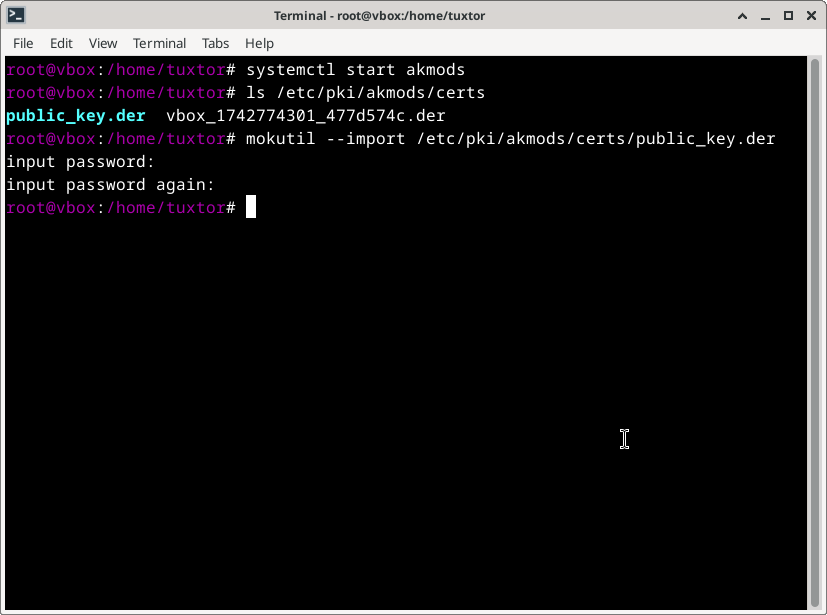 Terminal - root@vbox:/home/tuxtor
File Edit View Terminal Tabs Help
root@vbox:/home/tuxtor# systemctl start akmods
root@vbox:/home/tuxtor# ls /etc/pki/akmods/certs
public_key.der  vbox_1742774301_477d574c.der
root@vbox:/home/tuxtor# mokutil --import /etc/pki/akmods/certs/public_key.der
input password:
input password again:
root@vbox:/home/tuxtor#